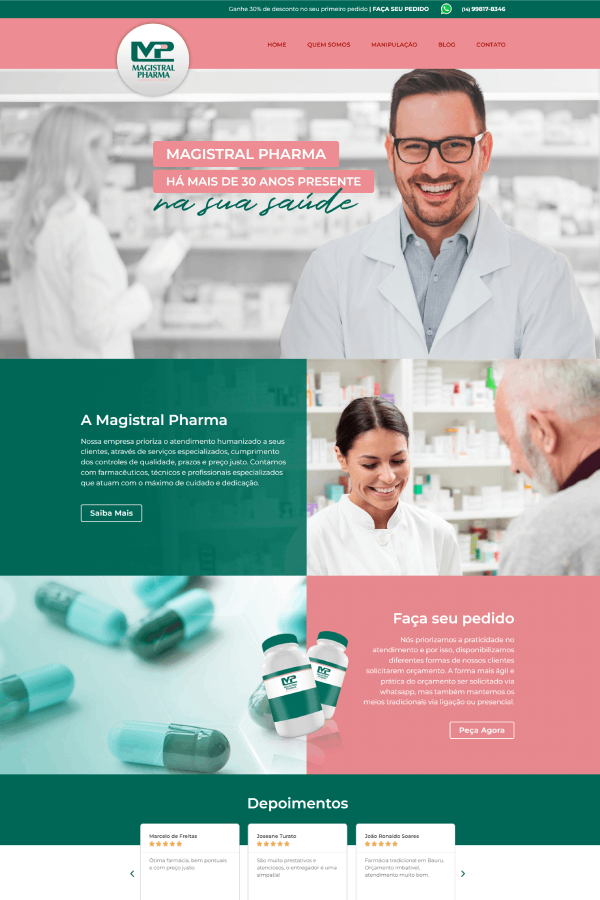 Ganhe 30% de desconto no seu primeiro pedido | FAÇA SEU PEDIDO (14) 99817-8346
MP
MAGISTRAL
PHARMA
HOME QUEM SOMOS MANIPULAÇÃO BLOG CONTATO
MAGISTRAL PHARMA
HÁ MAIS DE 30 ANOS PRESENTE
na sua saúde
A Magistral Pharma
Nossa empresa prioriza o atendimento humanizado a seus
clientes, através de serviços especializados, cumprimento
dos controles de qualidade, prazos e preço justo. Contamos
com farmacêuticos, técnicos e profissionais especializados
que atuam com o máximo de cuidado e dedicação.
Saiba Mais
MP
Faça seu pedido
Nós priorizamos a praticidade no
atendimento e por isso, disponibilizamos
diferentes formas de nossos clientes
solicitarem orçamento. A forma mais ágil e
prática do orçamento ser solicitado via
whatsapp, mas também mantemos os
meios tradicionais via ligação ou presencial.
Peça Agora
Depoimentos
Marcelo de Freitas
Ótima farmácia, bem pontuais
e com preço justo.
Joseane Turato
São muito prestativos e
atenciosos, o entregador é uma
simpatia!
João Ronaldo Soares
Farmácia tradicional em Bauru.
Orçamento imbatível,
atendimento muito bom.